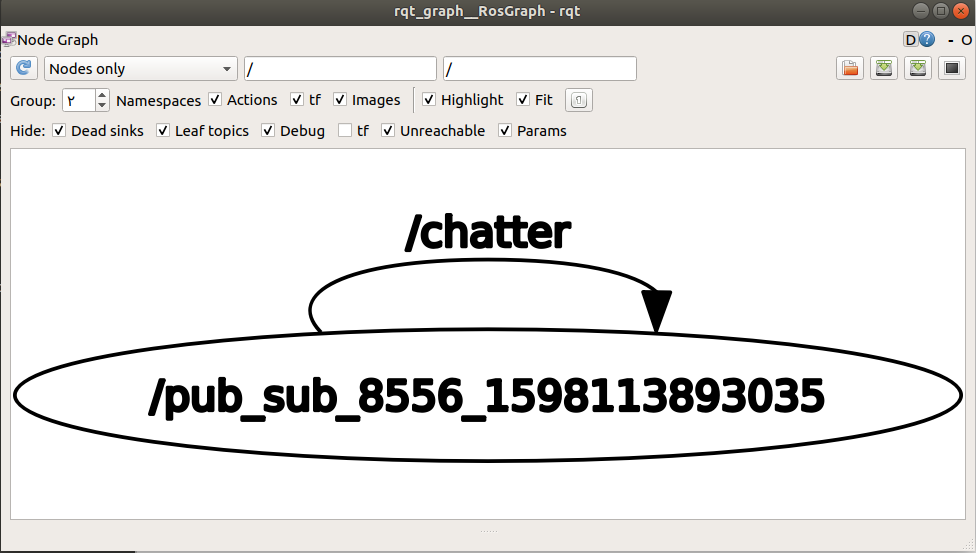 rqt_graph__RosGraph - rqt
Node Graph D ? - O
Nodes only / /
Group: ٢ Namespaces Actions tf Images Highlight Fit
Hide: Dead sinks Leaf topics Debug tf Unreachable Params
/chatter
/pub_sub_8556_1598113893035